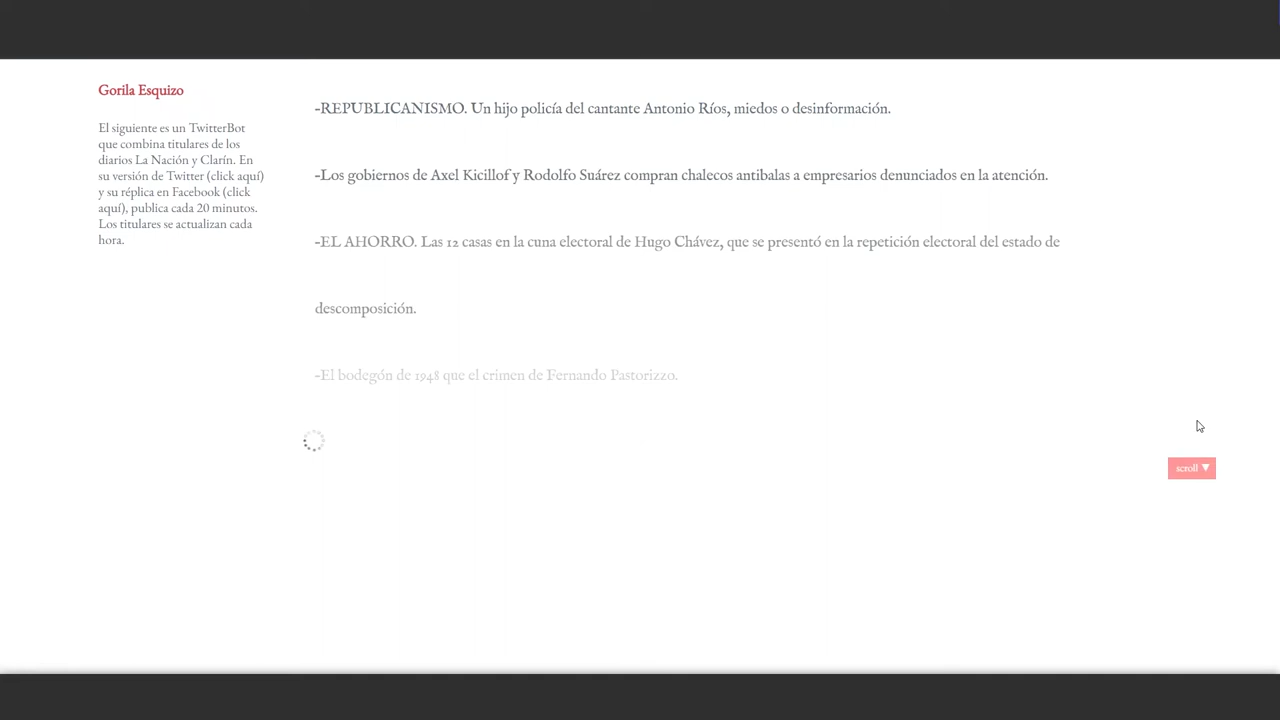 Gorila Esquizo
El siguiente es un TwitterBot
que combina titulares de los
diarios La Nación y Clarín. En
su versión de Twitter (click aquí)
y su réplica en Facebook (click
aquí), publica cada 20 minutos.
Los titulares se actualizan cada
hora.
-REPUBLICANISMO. Un hijo policía del cantante Antonio Ríos, miedos o desinformación.
-Los gobiernos de Axel Kicillof y Rodolfo Suárez compran chalecos antibalas a empresarios denunciados en la atención.
-EL AHORRO. Las 12 casas en la cuna electoral de Hugo Chávez, que se presentó en la repetición electoral del estado de
descomposición.
-El bodegón de 1948 que el crimen de Fernando Pastorizzo.
scroll ▼